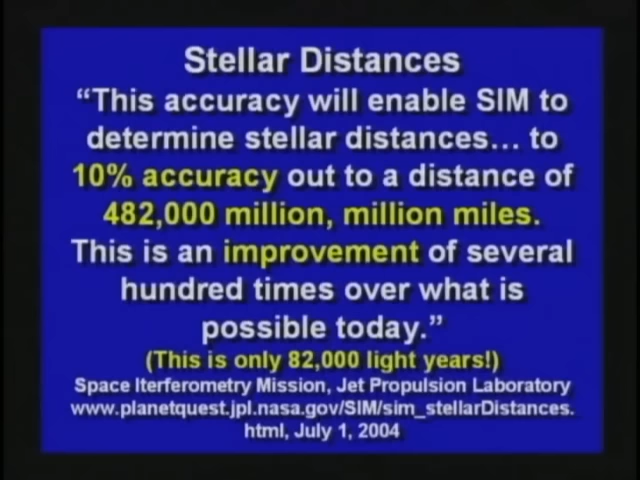 Stellar Distances
“This accuracy will enable SIM to
determine stellar distances... to
10% accuracy out to a distance of
482,000 million, million miles.
This is an improvement of several
hundred times over what is
possible today.”
(This is only 82,000 light years!)
Space Iterferometry Mission, Jet Propulsion Laboratory
www.planetquest.jpl.nasa.gov/SIM/sim_stellarDistances.
html, July 1, 2004